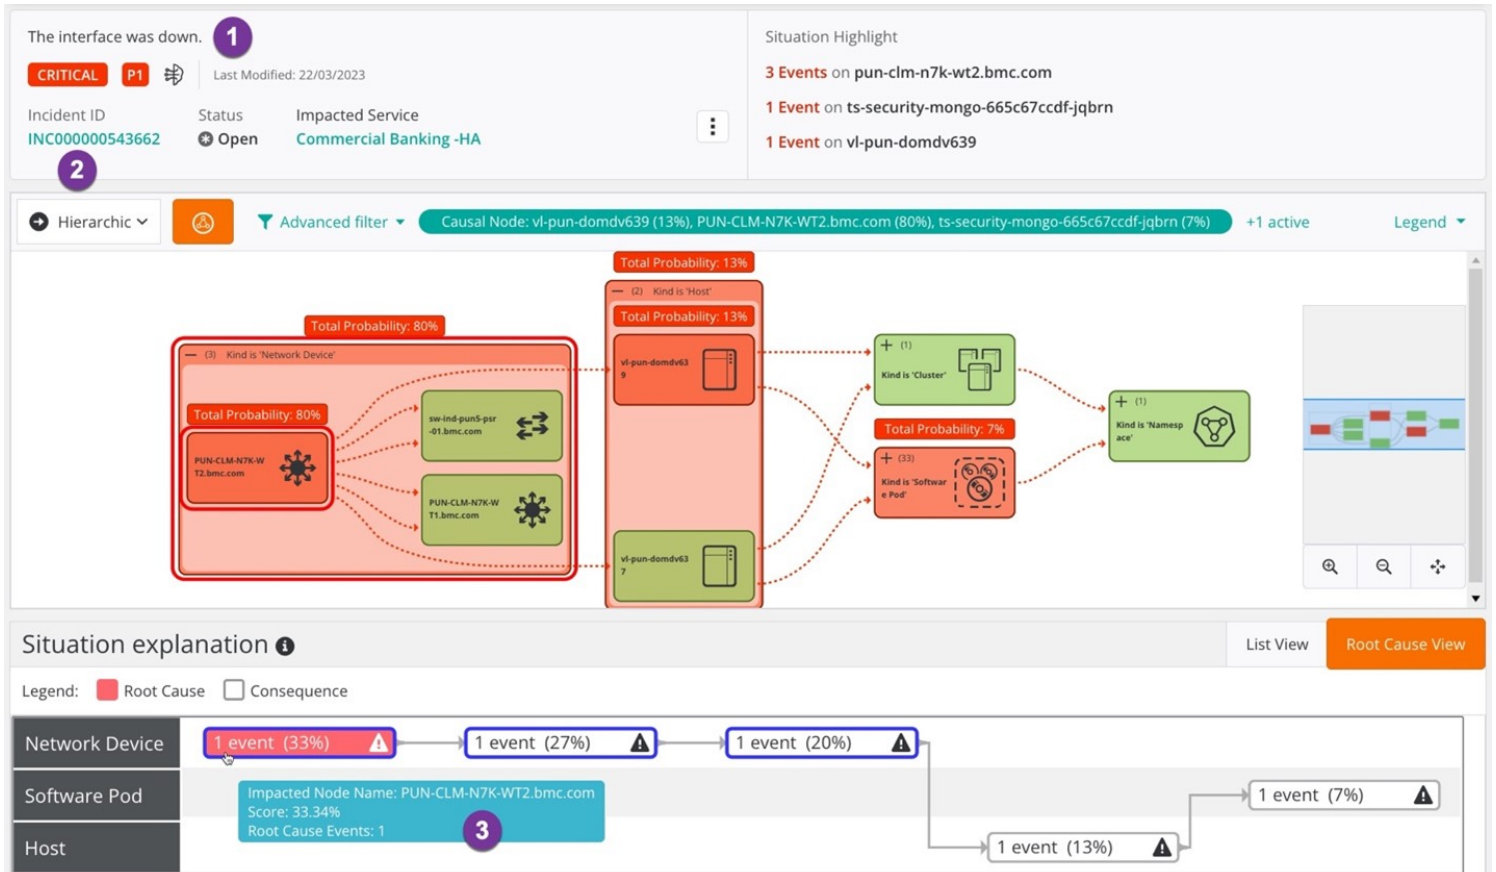 The interface was down.
1
CRITICAL
P1
Last Modified: 22/03/2023
Incident ID
Status
Impacted Service
INC000000543662
Open
Commercial Banking -HA
2
Situation Highlight
3 Events on pun-clm-n7k-wt2.bmc.com
1 Event on ts-security-mongo-665c67ccdf-jqbrn
1 Event on vl-pun-domdv639
Hierarchic
Advanced filter
Causal Node: vl-pun-domdv639 (13%), PUN-CLM-N7K-WT2.bmc.com (80%), ts-security-mongo-665c67ccdf-jqbrn (7%)
+1 active
Legend
Total Probability: 80%
(3) Kind is 'Network Device'
Total Probability: 80%
PUN-CLM-N7K-W
T2.bmc.com
sw-ind-pun5-psr
-01.bmc.com
PUN-CLM-N7K-W
T1.bmc.com
Total Probability: 13%
(2) Kind is 'Host'
Total Probability: 13%
vl-pun-domdv63
9
vl-pun-domdv63
7
(1)
Kind is 'Cluster'
Total Probability: 7%
(33)
Kind is 'Softwar
e Pod'
(1)
Kind is 'Namesp
ace'
Situation explanation
List View
Root Cause View
Legend:
Root Cause
Consequence
Network Device
1 event (33%)
1 event (27%)
1 event (20%)
Software Pod
Impacted Node Name: PUN-CLM-N7K-WT2.bmc.com
Score: 33.34%
Root Cause Events: 1
3
1 event (7%)
Host
1 event (13%)